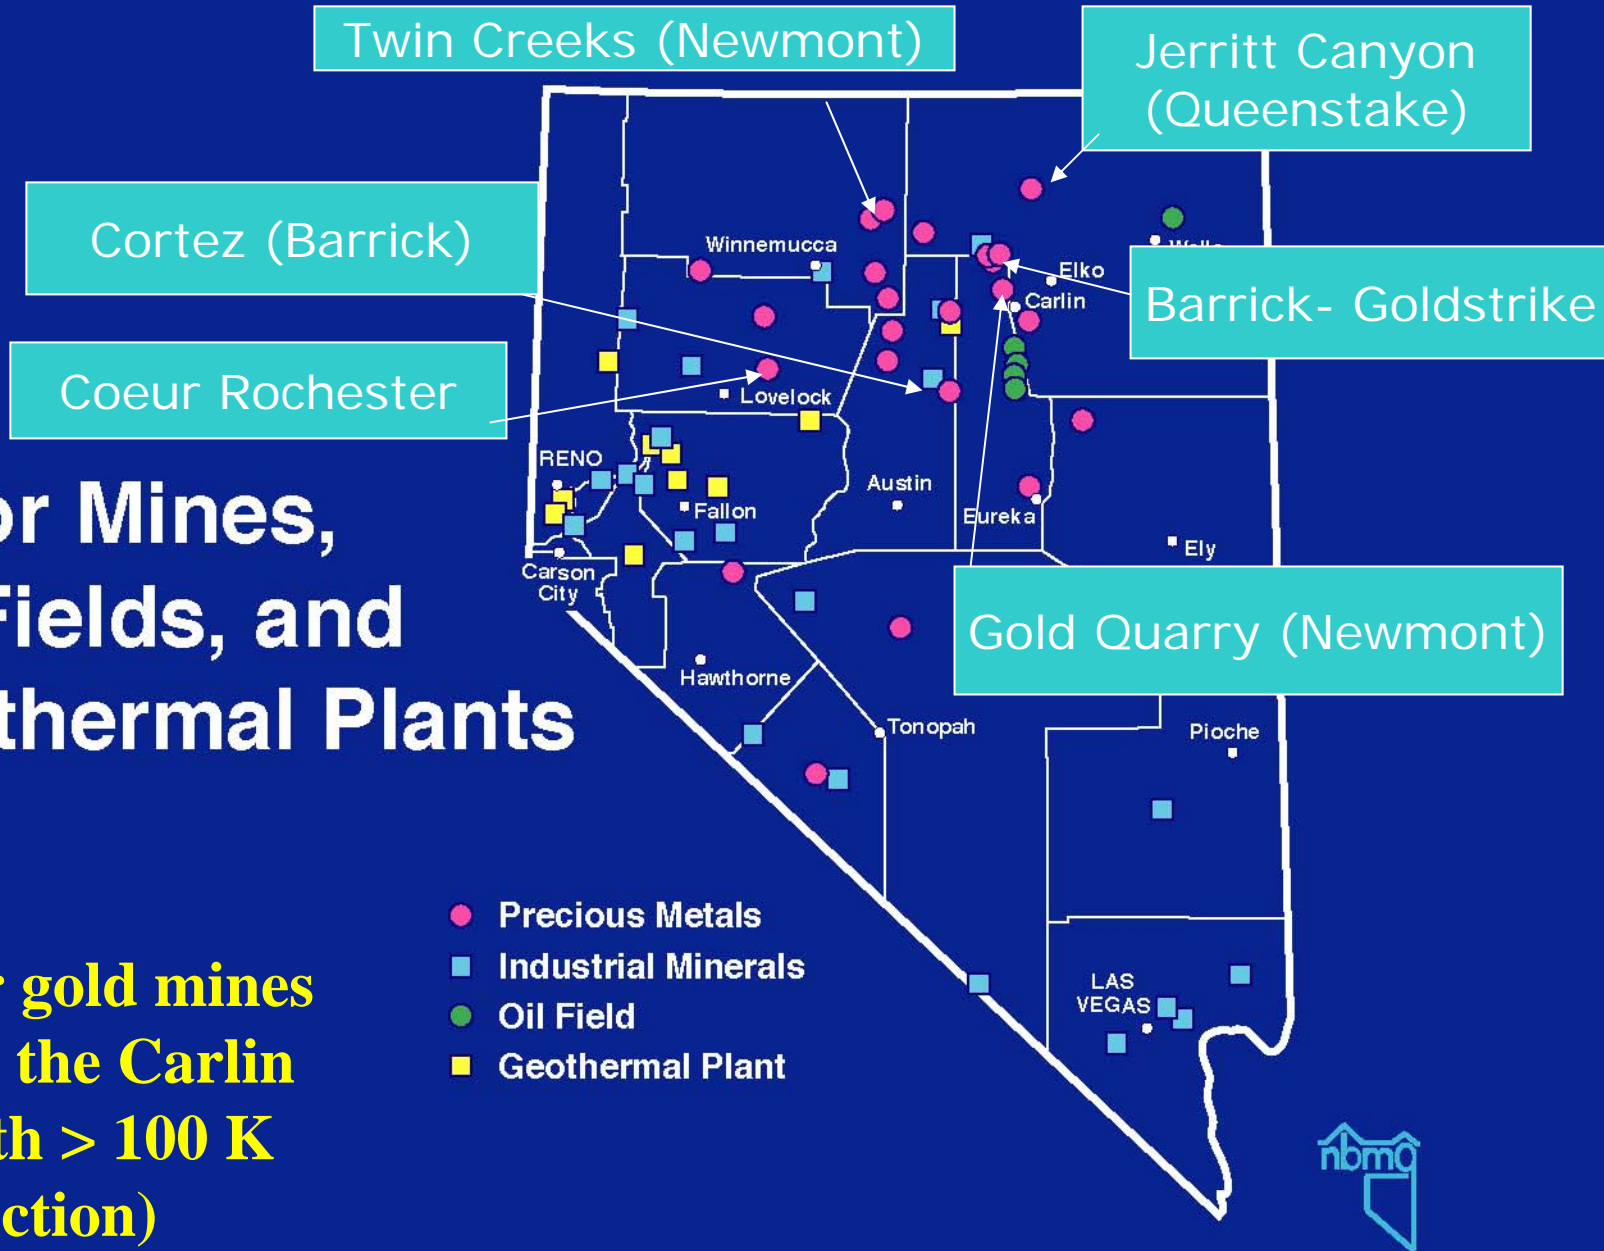 Twin Creeks (Newmont)
Jerritt Canyon
(Queenstake)
Cortez (Barrick)
Winnemucca
Elko
Carlin
Barrick- Goldstrike
Coeur Rochester
Lovelock
RENO
Fallon
Austin
Eureka
Ely
Carson
City
or Mines,
Fields, and
thermal Plants
Gold Quarry (Newmont)
Hawthorne
Tonopah
Pioche
Precious Metals
Industrial Minerals
Oil Field
Geothermal Plant
LAS
VEGAS
r gold mines
the Carlin
th > 100 K
ction)
nbmg